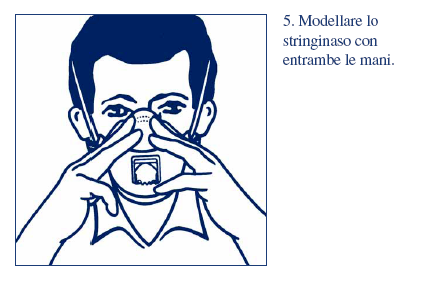 5. Modellare lo
stringinaso con
entrambe le mani.